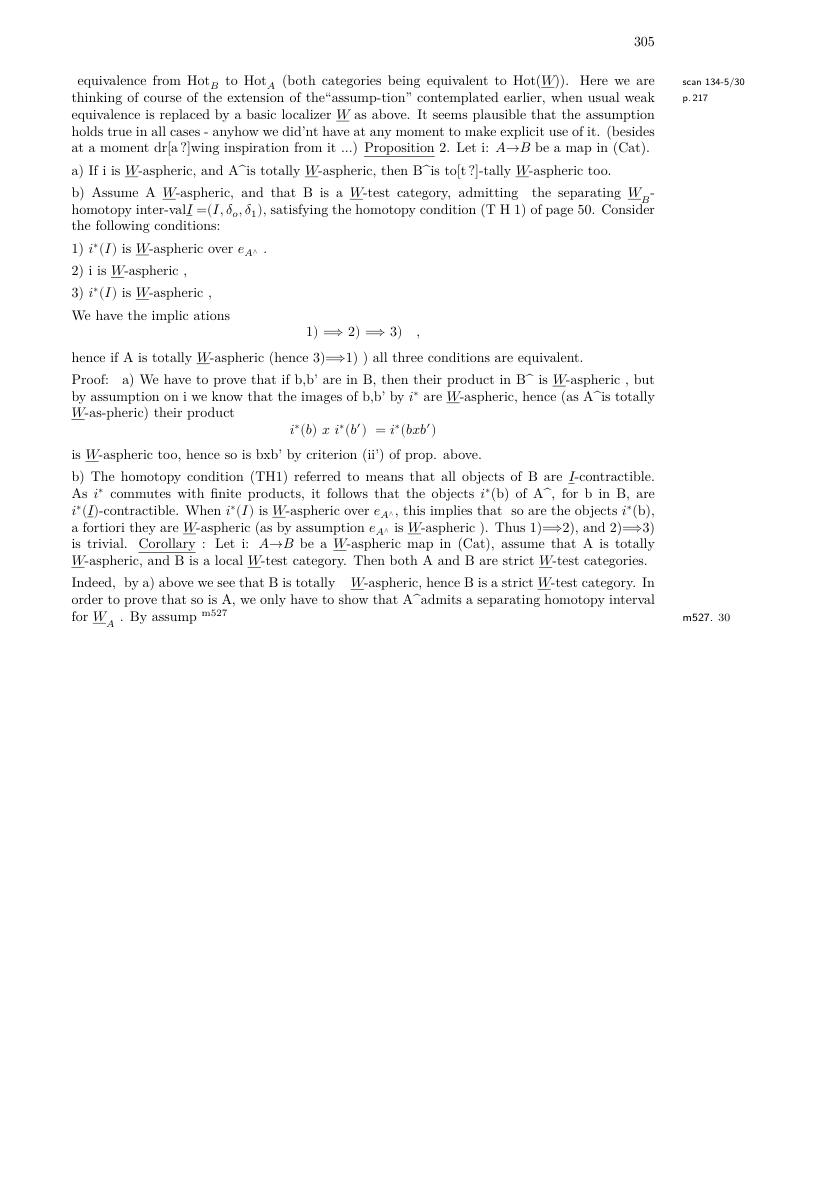 305
equivalence from Hot_B to Hot_A (both categories being equivalent to Hot(W)). Here we are
scan 134-5/30
thinking of course of the extension of the“assump-tion” contemplated earlier, when usual weak
p. 217
equivalence is replaced by a basic localizer W as above. It seems plausible that the assumption
holds true in all cases - anyhow we did'nt have at any moment to make explicit use of it. (besides
at a moment dr[a ?]wing inspiration from it ...) Proposition 2. Let i: A→B be a map in (Cat).
a) If i is W-aspheric, and A^is totally W-aspheric, then B^is to[t ?]-tally W-aspheric too.
b) Assume A W-aspheric, and that B is a W-test category, admitting the separating W_B-
homotopy inter-valI =(I, δ₀, δ₁), satisfying the homotopy condition (T H 1) of page 50. Consider
the following conditions:
1) i*(I) is W-aspheric over e_A^ .
2) i is W-aspheric ,
3) i*(I) is W-aspheric ,
We have the implic ations
1) ⟹ 2) ⟹ 3) ,
hence if A is totally W-aspheric (hence 3)⟹1) ) all three conditions are equivalent.
Proof: a) We have to prove that if b,b’ are in B, then their product in B^ is W-aspheric , but
by assumption on i we know that the images of b,b’ by i* are W-aspheric, hence (as A^is totally
W-as-pheric) their product
i*(b) x i*(b′) = i*(bxb′)
is W-aspheric too, hence so is bxb’ by criterion (ii’) of prop. above.
b) The homotopy condition (TH1) referred to means that all objects of B are I-contractible.
As i* commutes with finite products, it follows that the objects i*(b) of A^, for b in B, are
i*(I)-contractible. When i*(I) is W-aspheric over e_A^, this implies that so are the objects i*(b),
a fortiori they are W-aspheric (as by assumption e_A^ is W-aspheric ). Thus 1)⟹2), and 2)⟹3)
is trivial. Corollary : Let i: A→B be a W-aspheric map in (Cat), assume that A is totally
W-aspheric, and B is a local W-test category. Then both A and B are strict W-test categories.
Indeed, by a) above we see that B is totally W-aspheric, hence B is a strict W-test category. In
order to prove that so is A, we only have to show that A^admits a separating homotopy interval
for W_A . By assump m527
m527. 30